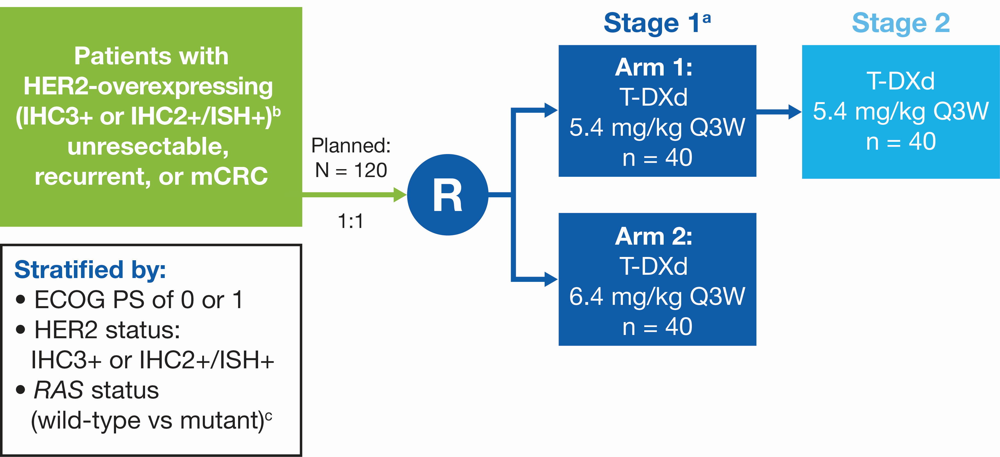 Patients with
HER2-overexpressing
(IHC3+ or IHC2+/ISH+)ᵇ
unresectable,
recurrent, or mCRC
Stratified by:
• ECOG PS of 0 or 1
• HER2 status:
IHC3+ or IHC2+/ISH+
• RAS status
(wild-type vs mutant)ᶜ
Planned:
N = 120
1:1
R
Stage 1ᵃ
Arm 1:
T-DXd
5.4 mg/kg Q3W
n = 40
Arm 2:
T-DXd
6.4 mg/kg Q3W
n = 40
Stage 2
T-DXd
5.4 mg/kg Q3W
n = 40